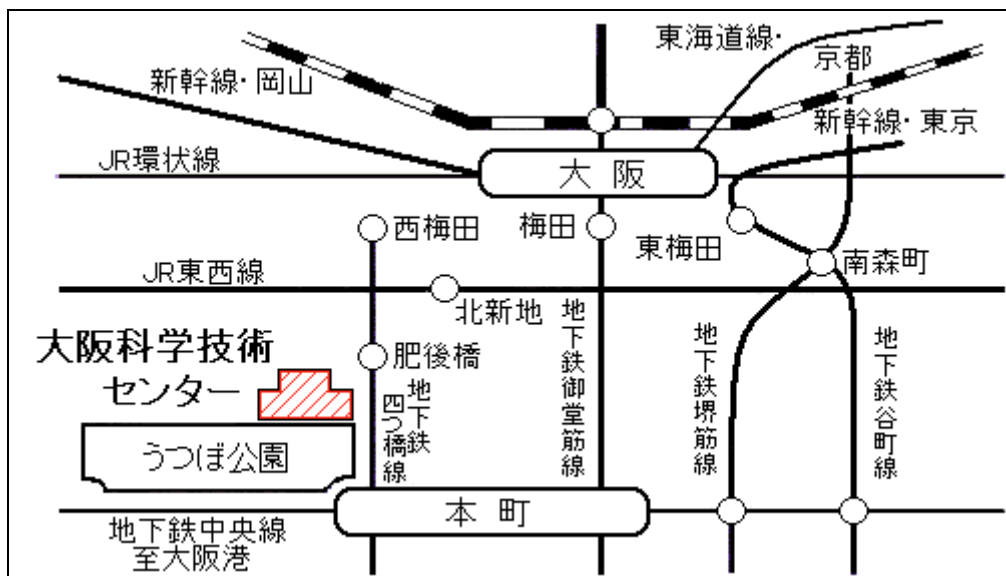 東海道線・
京都
新幹線・岡山
新幹線・東京
JR環状線
大阪
西梅田
梅田
東梅田
南森町
JR東西線
北新地
大阪科学技術
センター
肥後橋
地下鉄
四つ橋線
地下鉄御堂筋線
地下鉄堺筋線
地下鉄谷町線
うつぼ公園
本町
地下鉄中央線
至大阪港